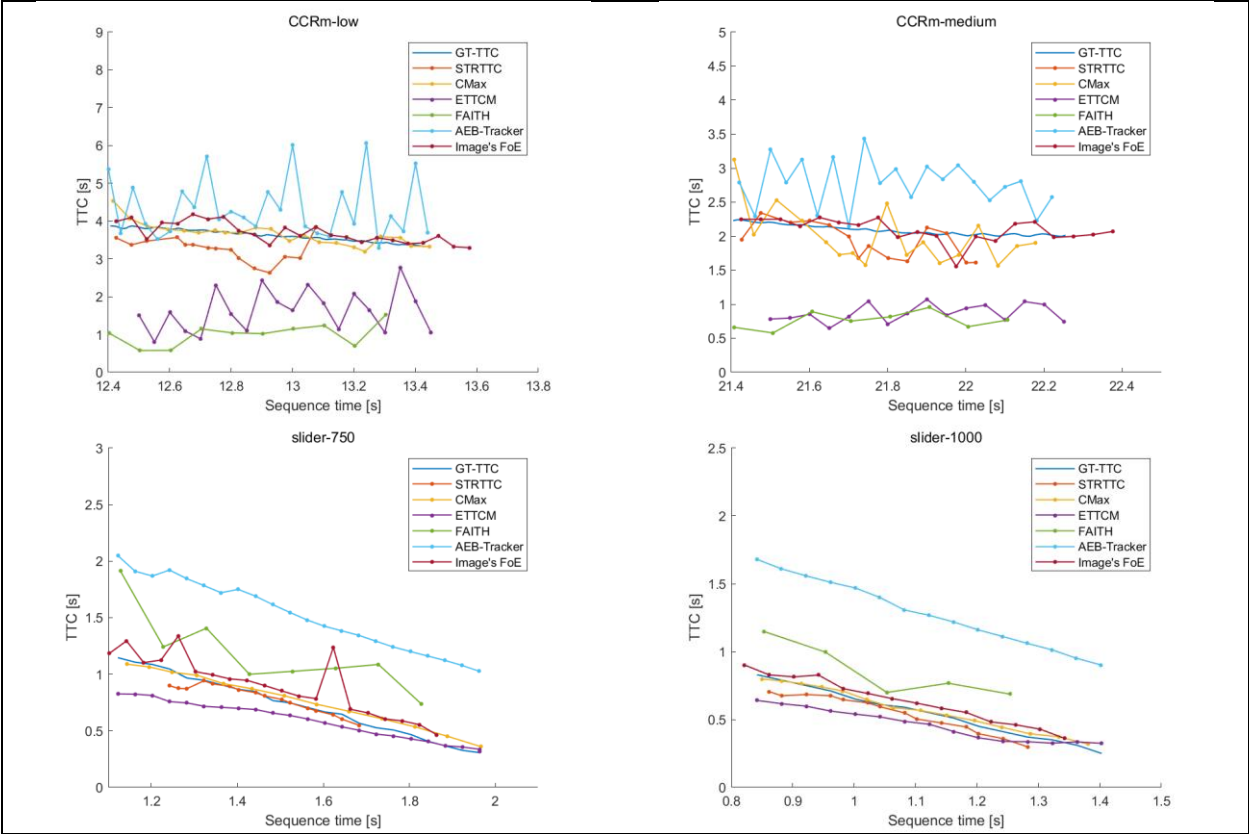 CCRm-low
9
8
7
6
5
4
3
2
1
0
TTC [s]
12.4
12.6
12.8
13
13.2
13.4
13.6
13.8
Sequence time [s]
GT-TTC
STRTTC
CMax
ETTCM
FAITH
AEB-Tracker
Image's FoE
CCRm-medium
5
4.5
4
3.5
3
2.5
2
1.5
1
0.5
0
TTC [s]
21.4
21.6
21.8
22
22.2
22.4
Sequence time [s]
GT-TTC
STRTTC
CMax
ETTCM
FAITH
AEB-Tracker
Image's FoE
slider-750
3
2.5
2
1.5
1
0.5
0
TTC [s]
1.2
1.4
1.6
1.8
2
Sequence time [s]
GT-TTC
STRTTC
CMax
ETTCM
FAITH
AEB-Tracker
Image's FoE
slider-1000
2.5
2
1.5
1
0.5
0
TTC [s]
0.8
0.9
1
1.1
1.2
1.3
1.4
1.5
Sequence time [s]
GT-TTC
STRTTC
CMax
ETTCM
FAITH
AEB-Tracker
Image's FoE